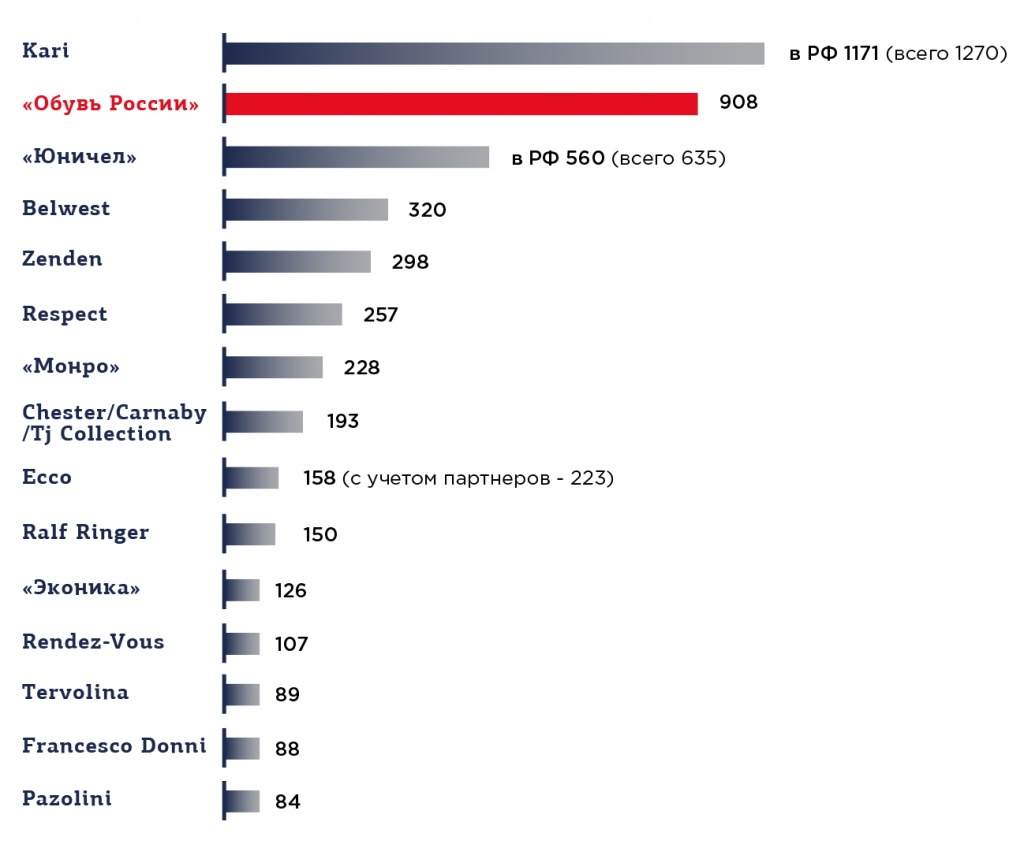 Kari
в РФ 1171 (всего 1270)
«Обувь России»
908
«Юничел»
в РФ 560 (всего 635)
Belwest
320
Zenden
298
Respect
257
«Монро»
228
Chester/Carnaby
/Tj Collection
193
Ecco
158 (с учетом партнеров - 223)
Ralf Ringer
150
«Эконика»
126
Rendez-Vous
107
Tervolina
89
Francesco Donni
88
Pazolini
84